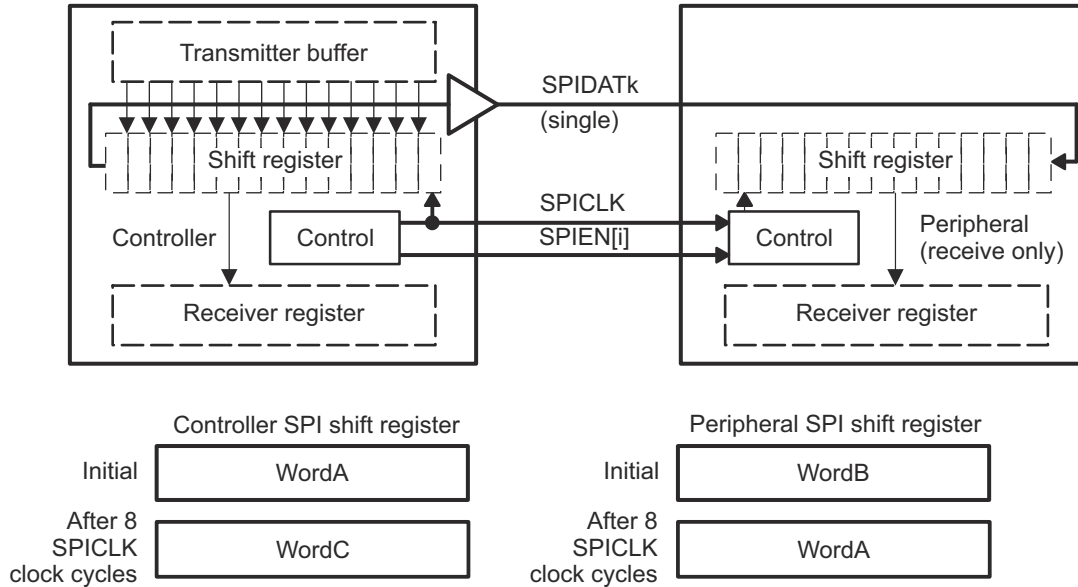 Transmitter buffer
SPIDATk
(single)
Shift register
Shift register
SPICLK
Controller
Control
SPIEN[i]
Control
Peripheral
(receive only)
Receiver register
Receiver register
Controller SPI shift register
Peripheral SPI shift register
Initial
WordA
Initial
WordB
After 8
SPICLK
clock cycles
WordC
After 8
SPICLK
clock cycles
WordA